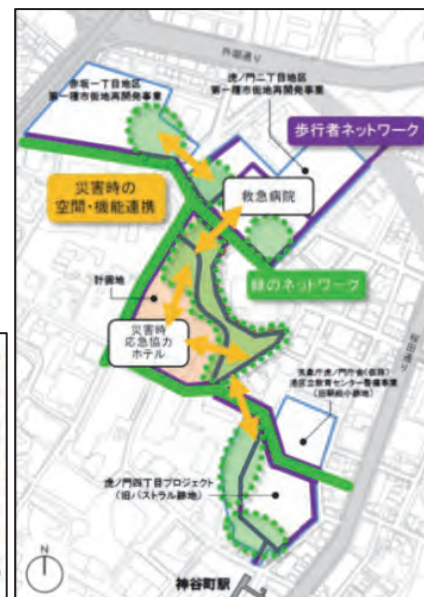 外堀通り
赤坂一丁目地区
第一種市街地再開発事業
虎ノ門二丁目地区
第一種市街地再開発事業
歩行者ネットワーク
災害時の
空間・機能連携
救急病院
緑のネットワーク
計画地
災害時
応急協力
ホテル
桜田通り
気象庁虎ノ門庁舎(仮称)
港区立教育センター整備事業
(旧鞆絵小跡地)
虎ノ門四丁目プロジェクト
(旧パストラル跡地)
N
神谷町駅